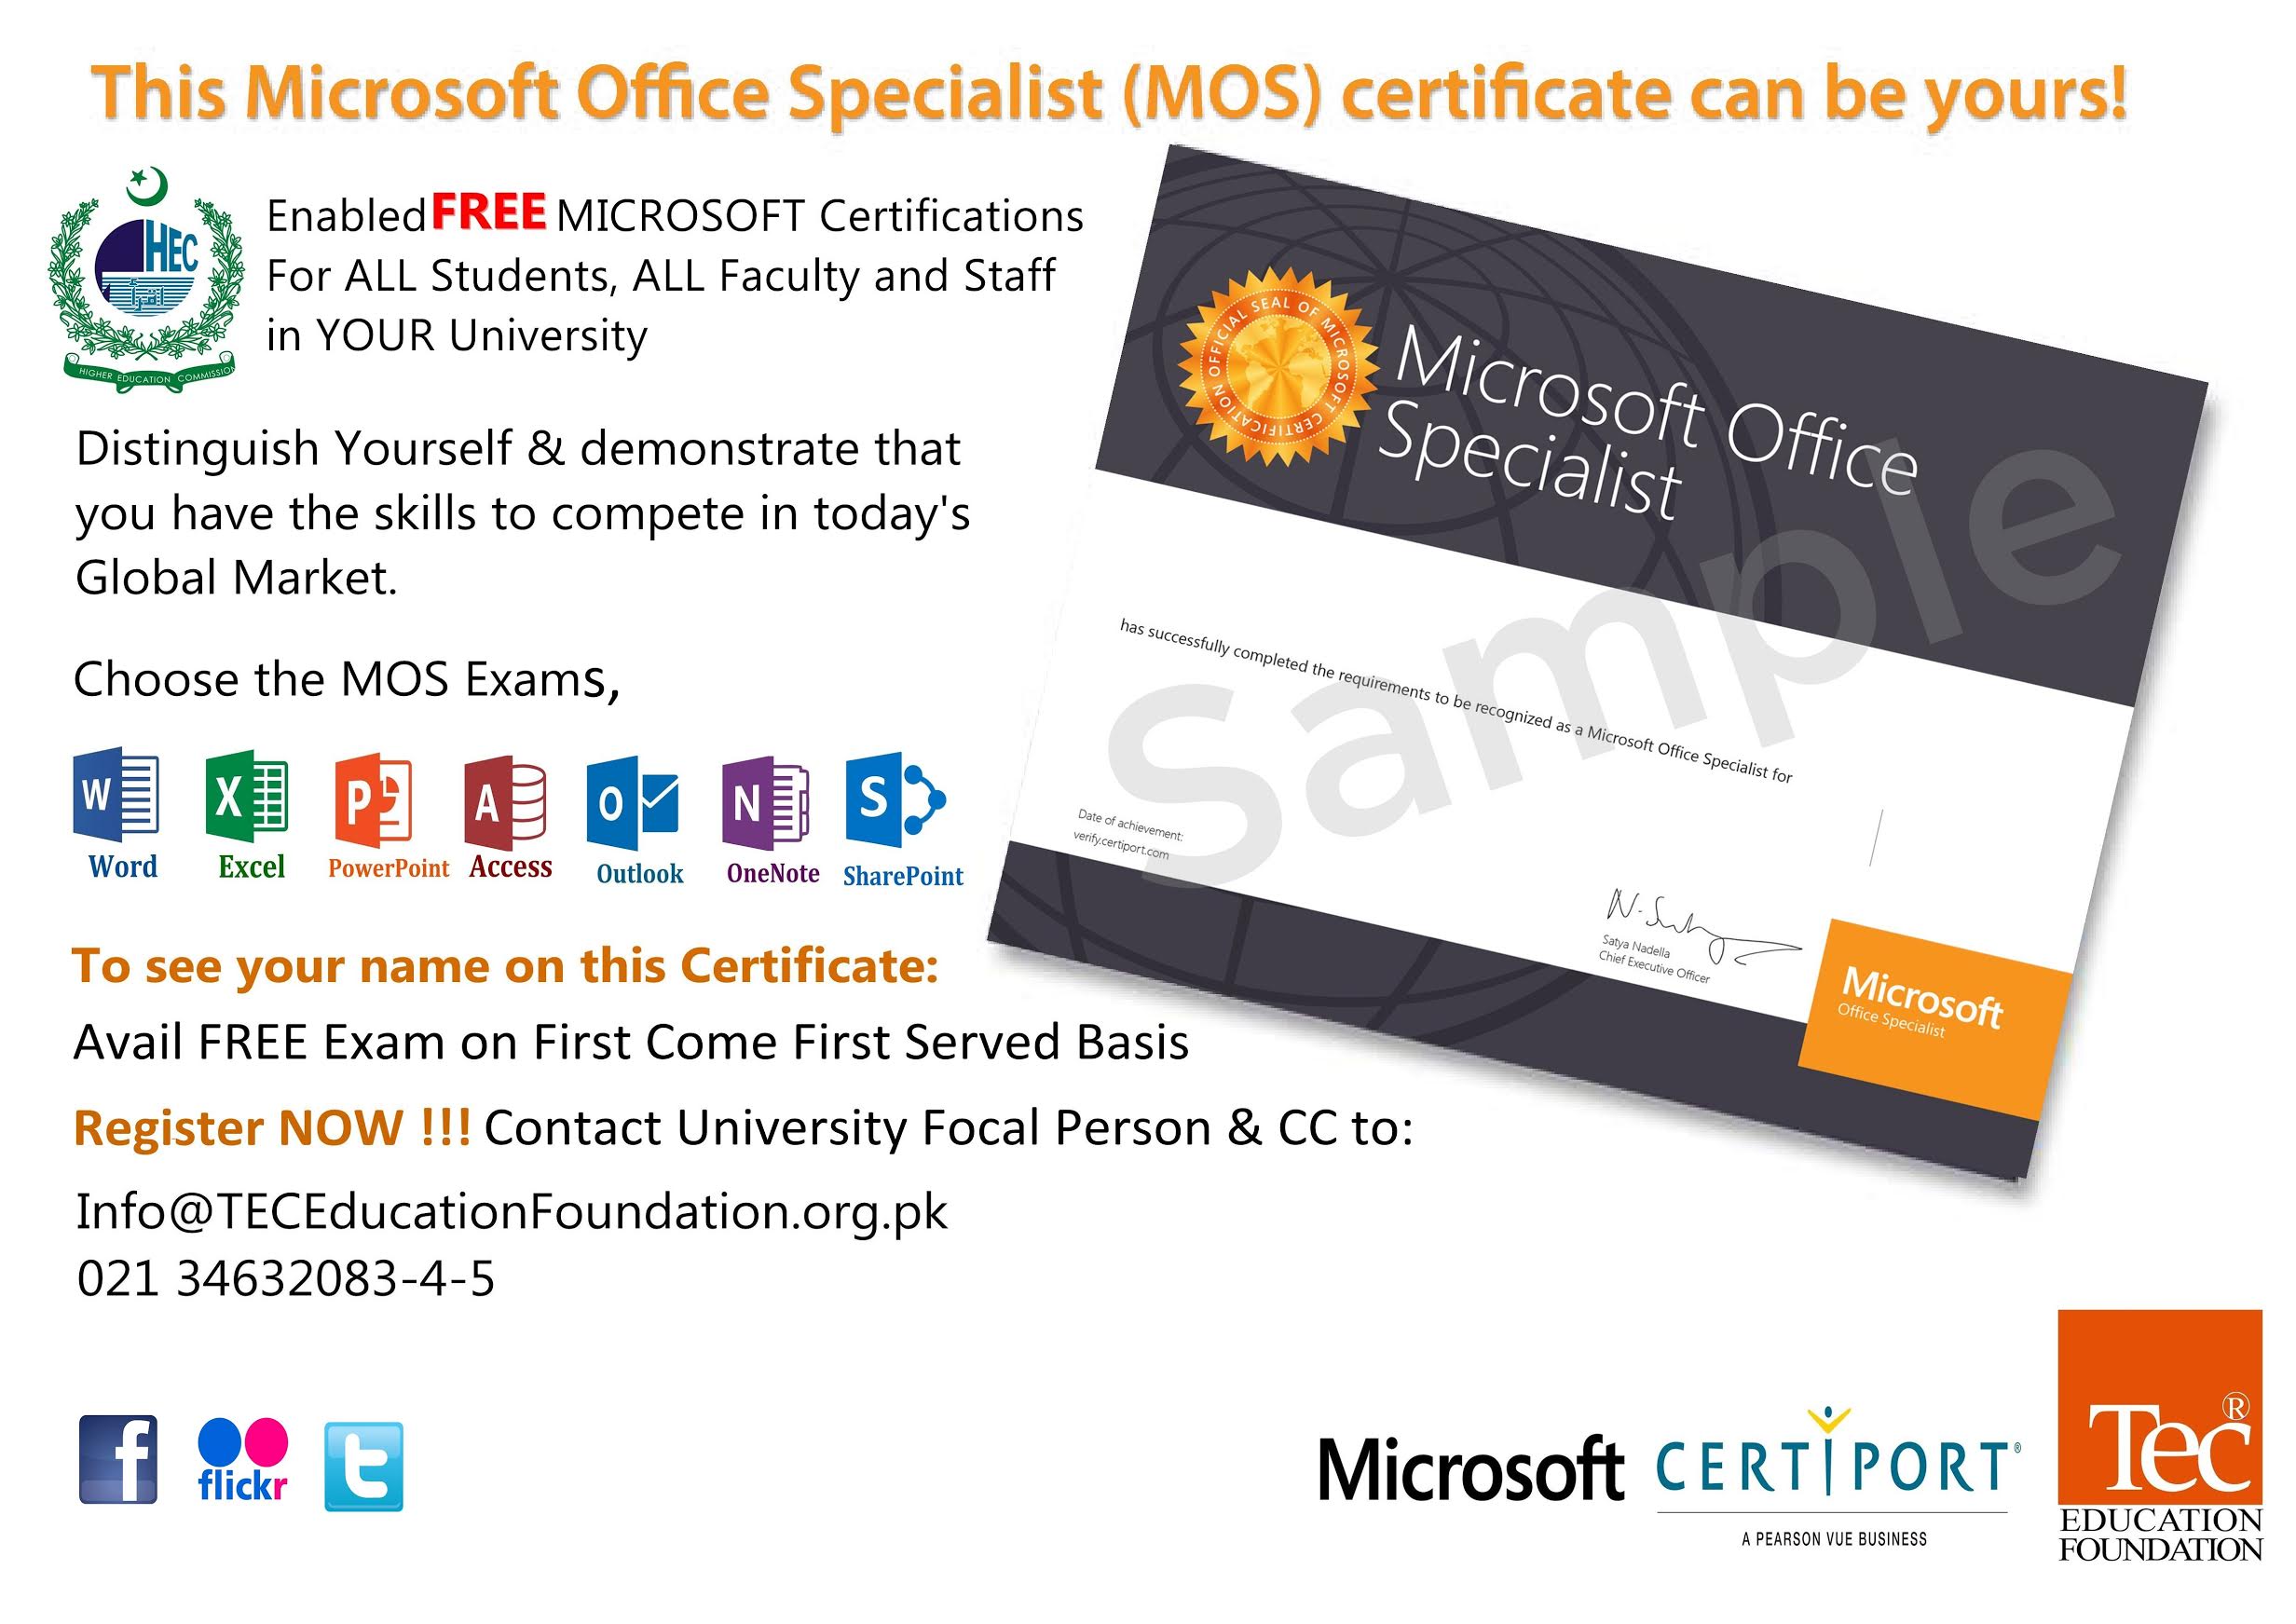 This Microsoft Office Specialist (MOS) certificate can be yours!
HEC
اقرأ
HIGHER EDUCATION COMMISSION
Enabled FREE MICROSOFT Certifications
For ALL Students, ALL Faculty and Staff
in YOUR University
Distinguish Yourself & demonstrate that
you have the skills to compete in today's
Global Market.
Choose the MOS Exams,
W X P A O N S
Word Excel PowerPoint Access Outlook OneNote SharePoint
To see your name on this Certificate:
Avail FREE Exam on First Come First Served Basis
Register NOW !!! Contact University Focal Person & CC to:
Info@TECEducationFoundation.org.pk
021 34632083-4-5
OFFICIAL SEAL OF MICROSOFT CERTIFICATION
Microsoft Office
Specialist
Sample
has successfully completed the requirements to be recognized as a Microsoft Office Specialist for
Date of achievement:
verify.certiport.com
Satya Nadella
Chief Executive Officer
Microsoft
Office Specialist
f flickr t
Microsoft
CERTIPORT®
A PEARSON VUE BUSINESS
Tec®
EDUCATION
FOUNDATION